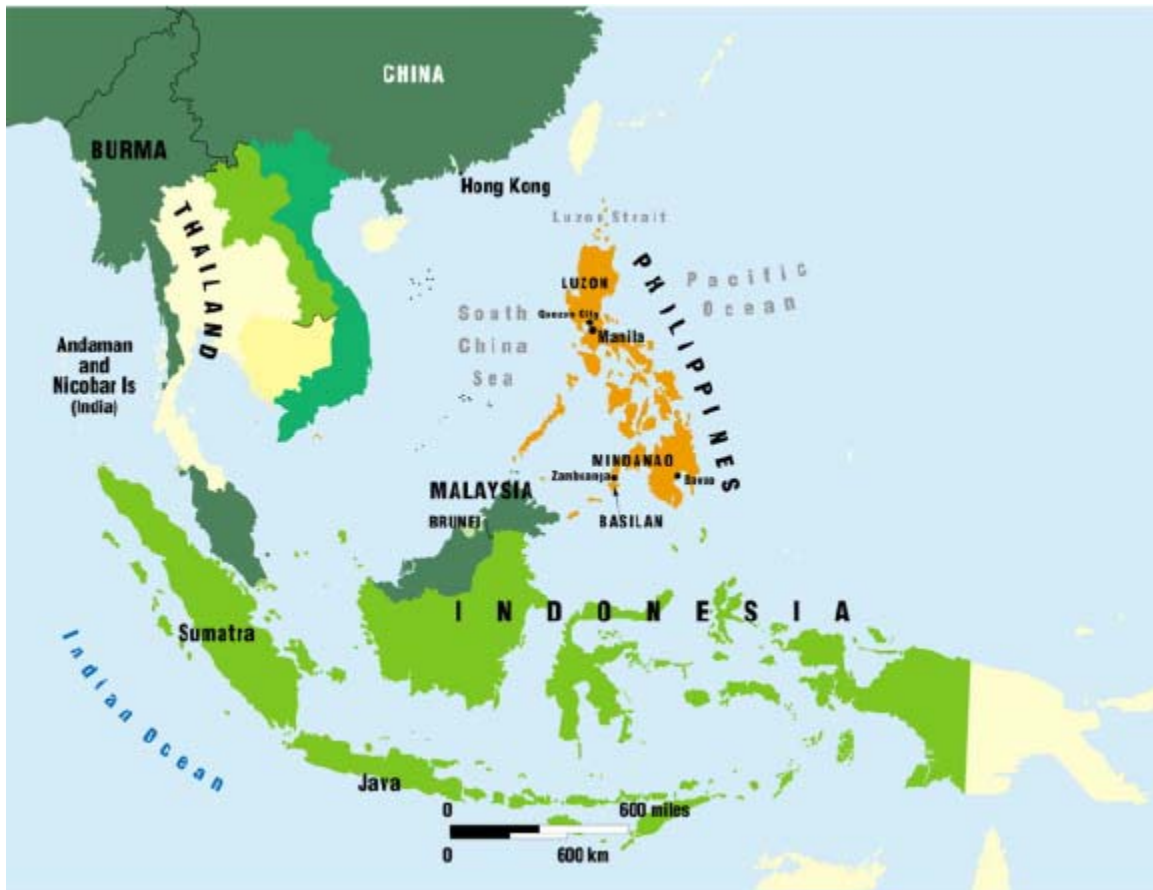 CHINA
BURMA
Hong Kong
THAILAND
Luzon Strait
Pacific
Ocean
PHILIPPINES
LUZON
Quezon City
Manila
South
China
Sea
Andaman
and
Nicobar Is
(India)
MINDANAO
Zamboanga
Davao
MALAYSIA
BRUNEI
BASILAN
INDONESIA
Sumatra
Indian Ocean
Java
0 600 miles
0 600 km